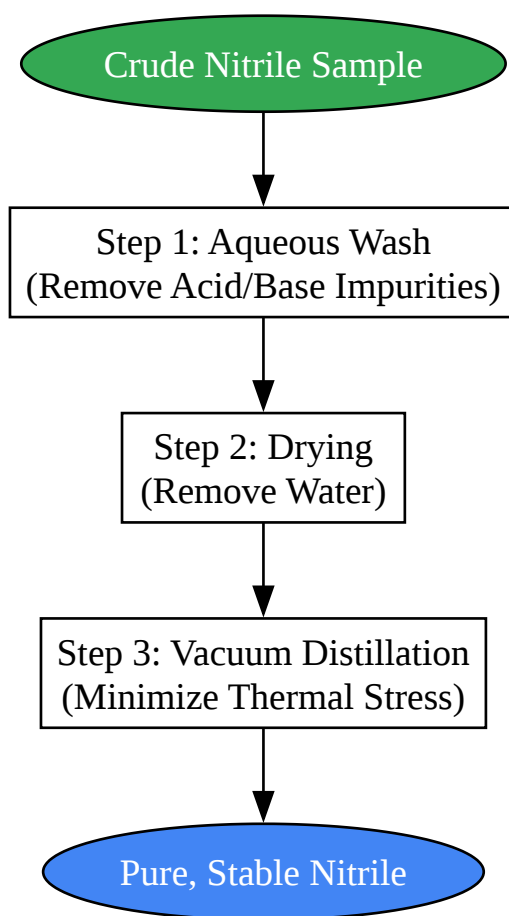 Crude Nitrile Sample
Step 1: Aqueous Wash
(Remove Acid/Base Impurities)
Step 2: Drying
(Remove Water)
Step 3: Vacuum Distillation
(Minimize Thermal Stress)
Pure, Stable Nitrile